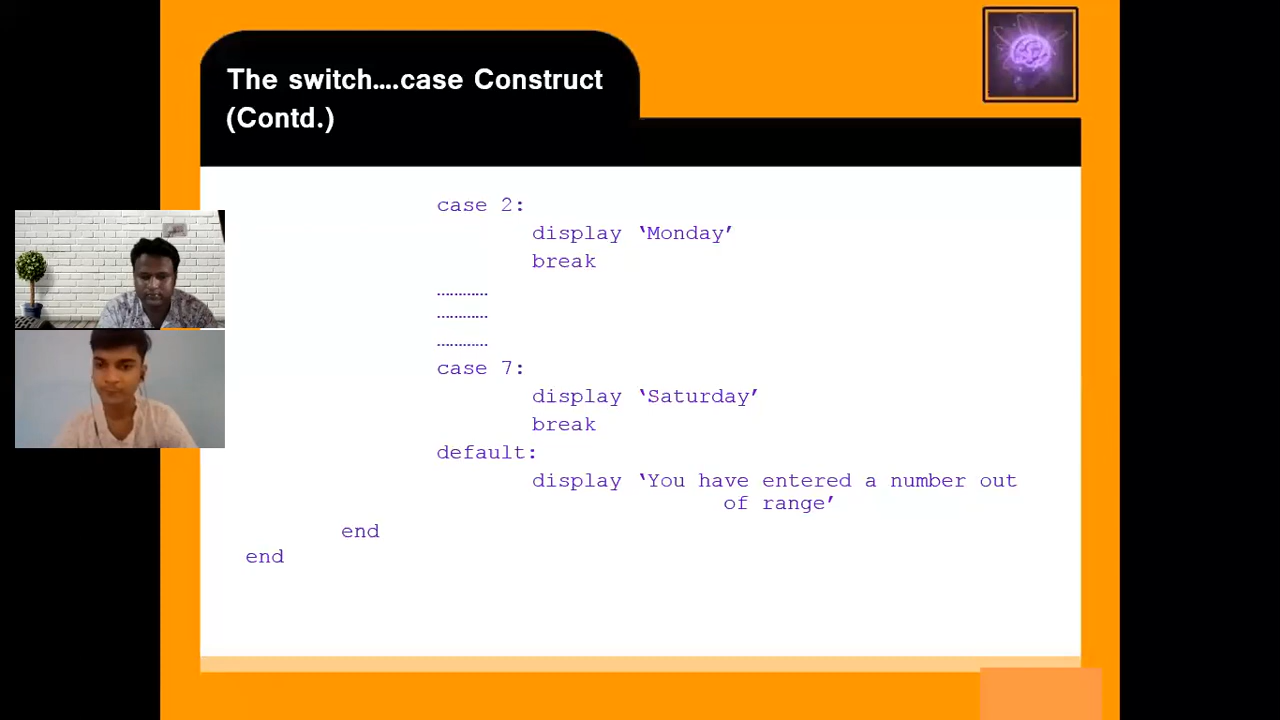 The switch….case Construct
(Contd.)
case 2:
display ‘Monday’
break
…………
…………
…………
case 7:
display ‘Saturday’
break
default:
display ‘You have entered a number out
of range’
end
end